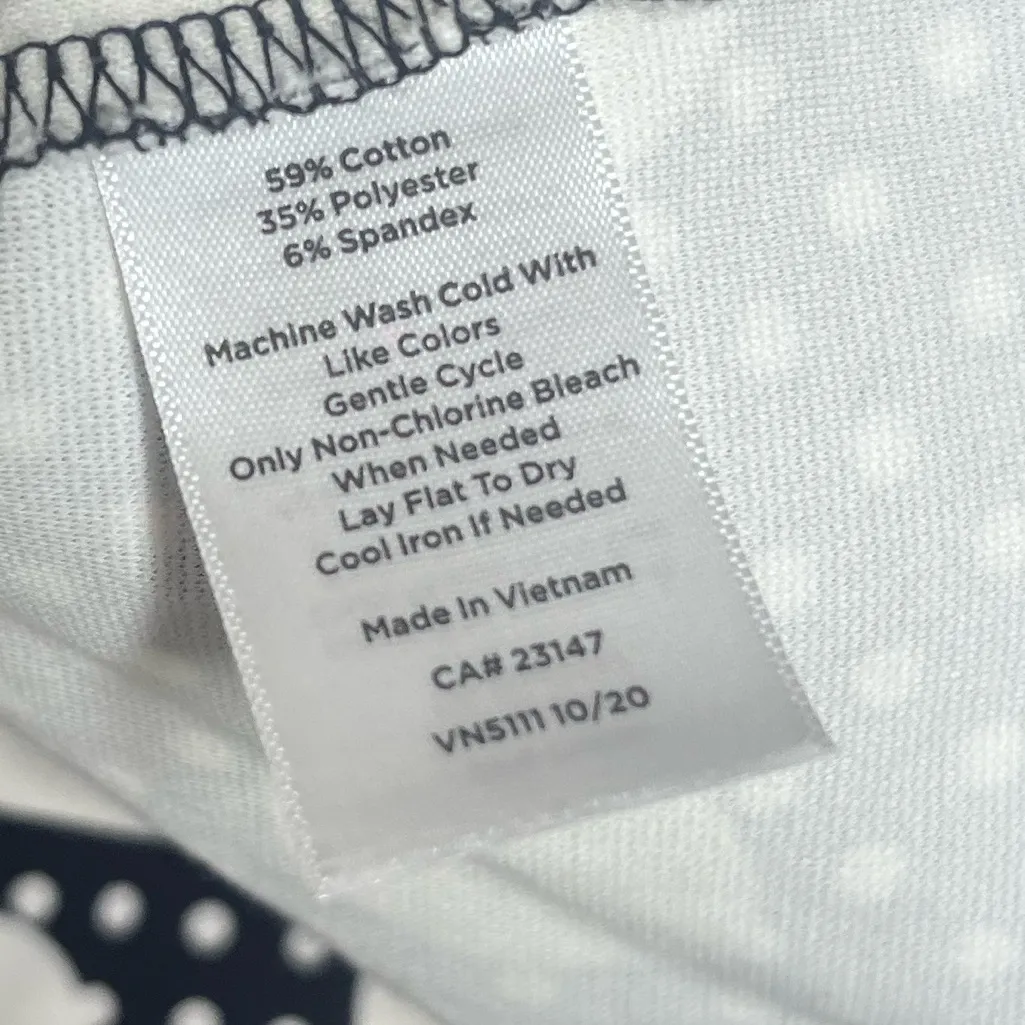 59% Cotton
35% Polyester
6% Spandex
Machine Wash Cold With
Like Colors
Gentle Cycle
Only Non-Chlorine Bleach
When Needed
Lay Flat To Dry
Cool Iron If Needed
Made In Vietnam
CA# 23147
VN5111 10/20